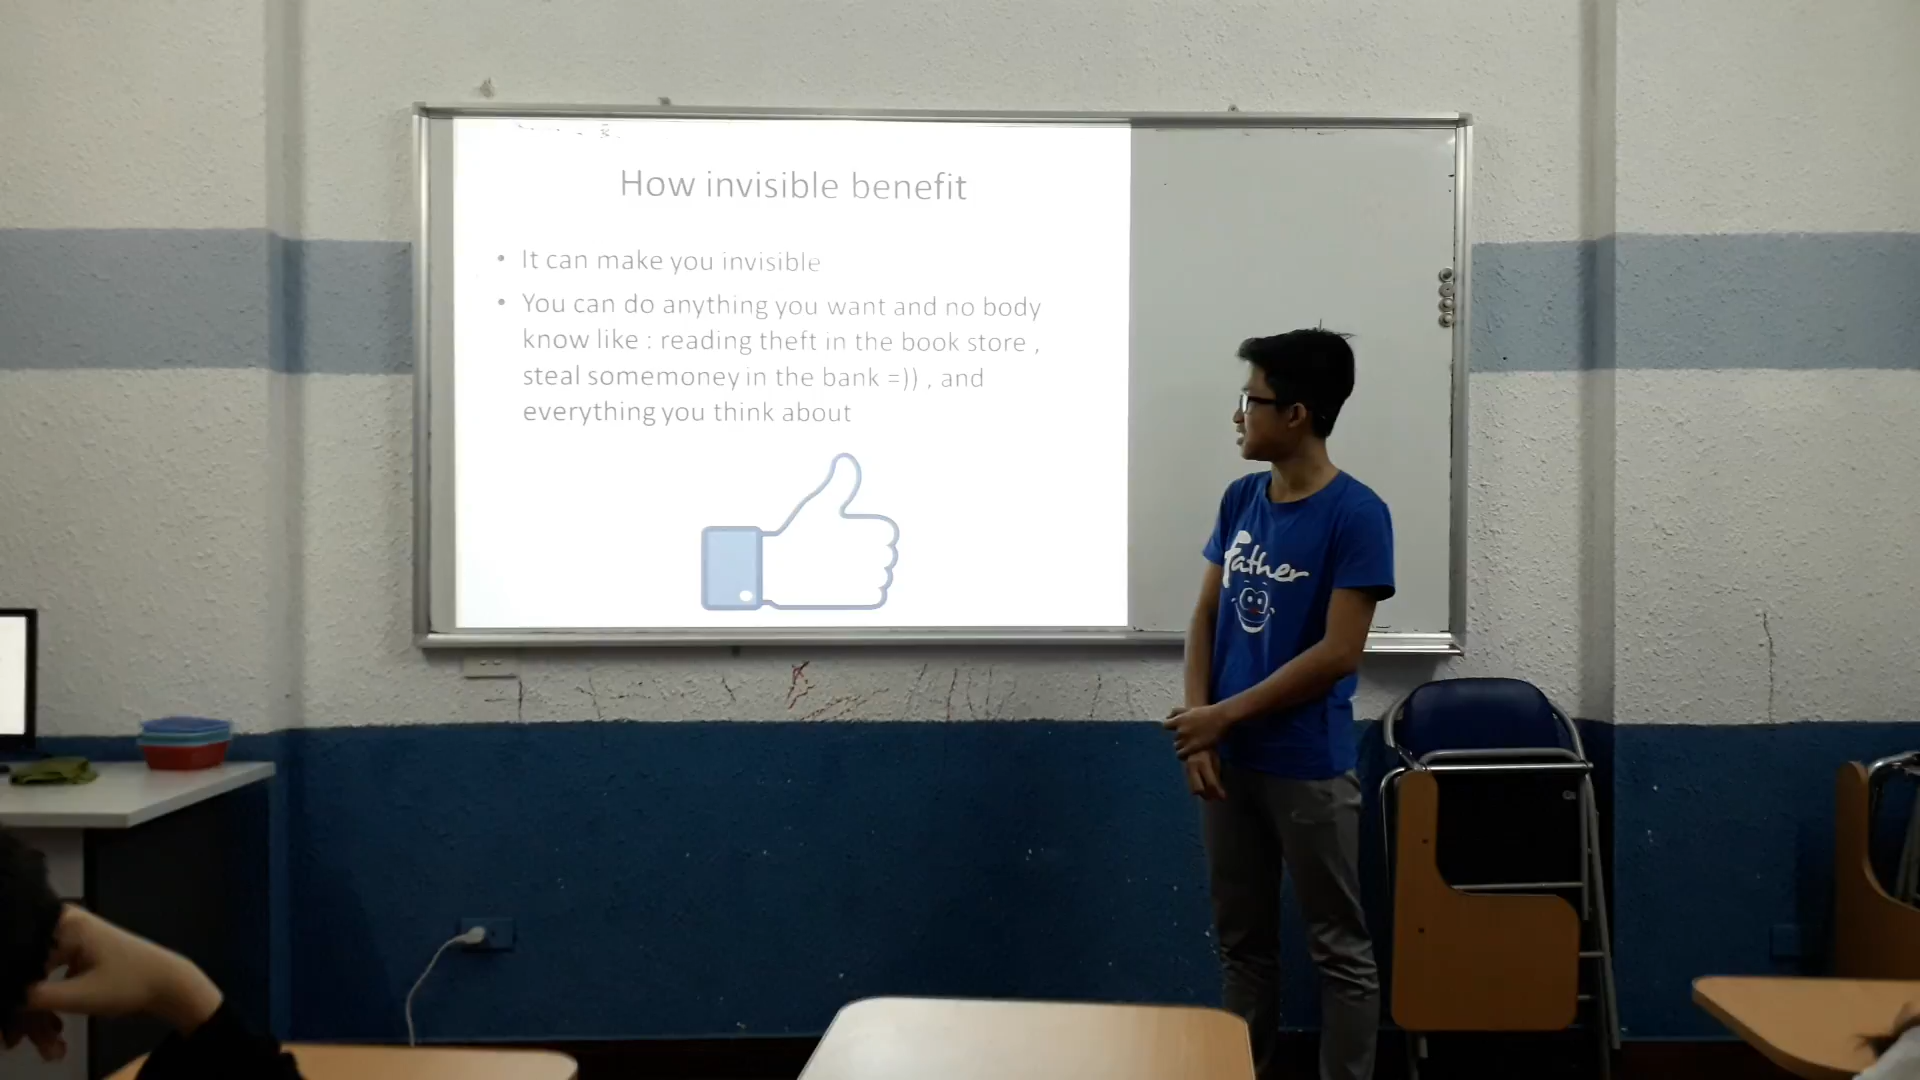 How invisible benefit
• It can make you invisible
• You can do anything you want and no body
know like : reading theft in the book store ,
steal somemoney in the bank =)) , and
everything you think about
father